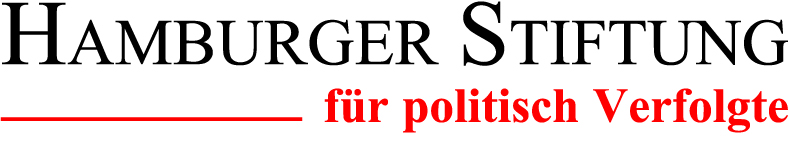 HAMBURGER STIFTUNG
für politisch Verfolgte